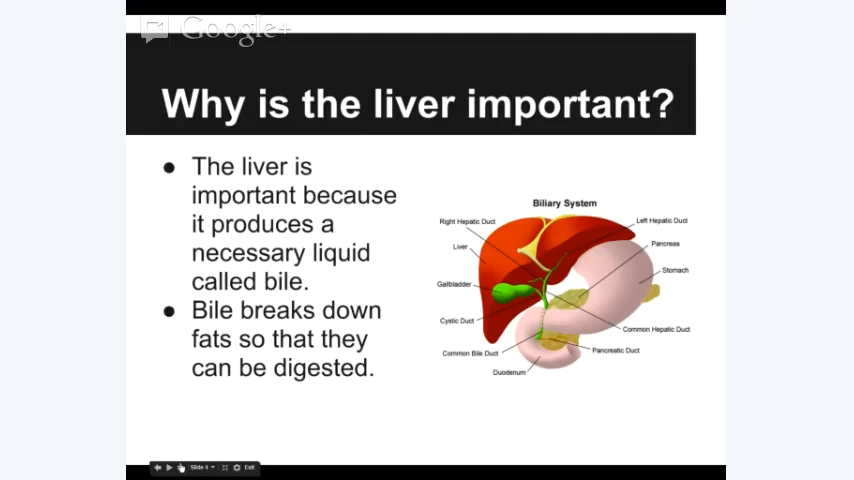 Google+
Why is the liver important?
● The liver is
important because
it produces a
necessary liquid
called bile.
● Bile breaks down
fats so that they
can be digested.
Biliary System
Right Hepatic Duct
Left Hepatic Duct
Liver
Pancreas
Stomach
Gallbladder
Cystic Duct
Common Hepatic Duct
Common Bile Duct
Pancreatic Duct
Duodenum
Slide 4
Exit